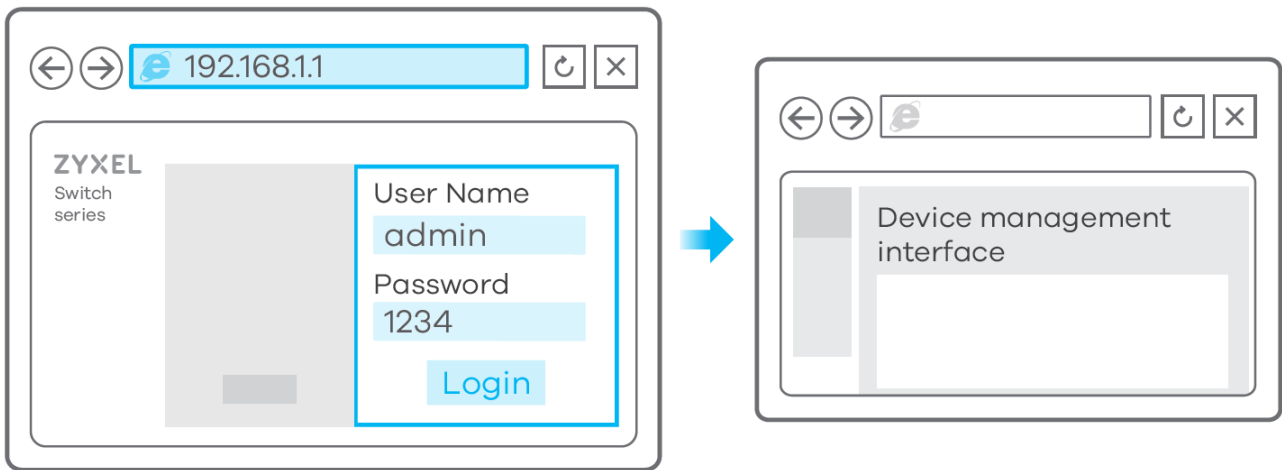 192.168.1.1
ZYXEL
Switch
series
User Name
admin
Password
1234
Login
Device management
interface